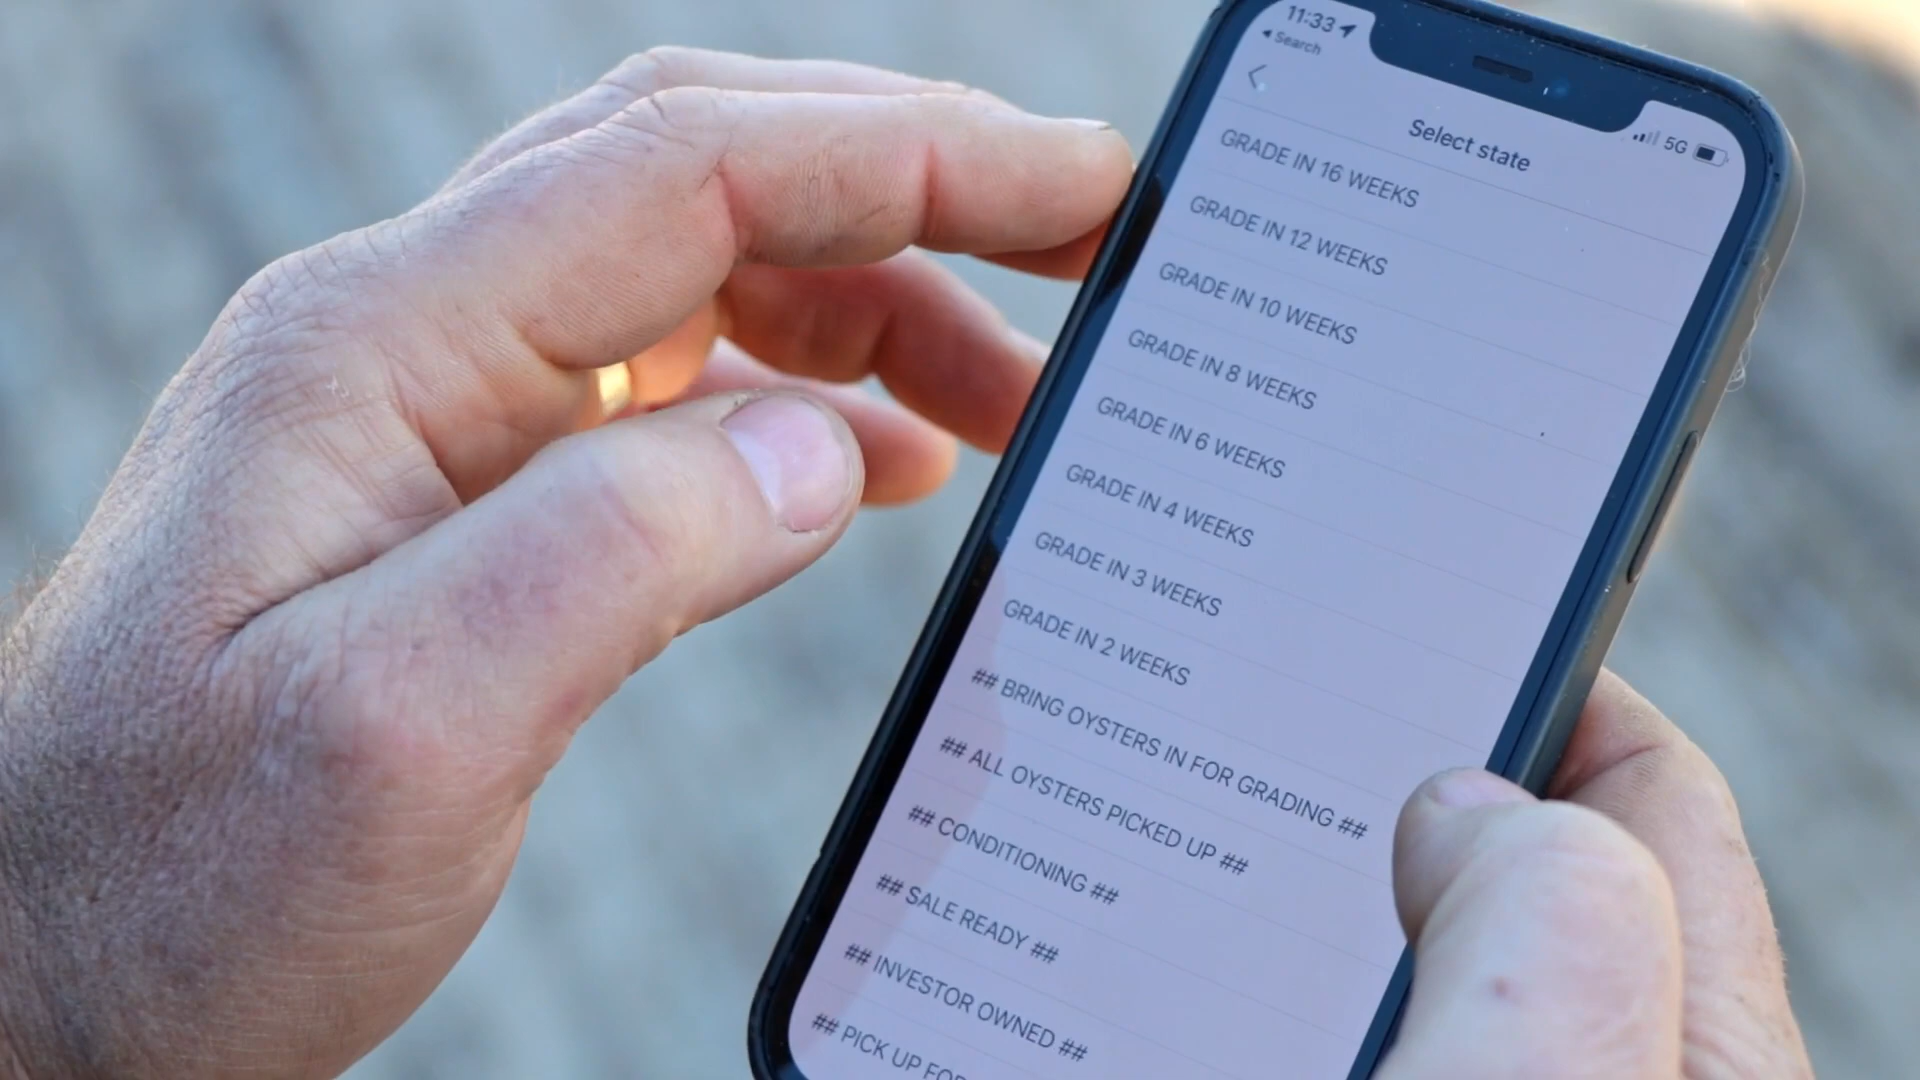 11:33
Search
5G
Select state
GRADE IN 16 WEEKS
GRADE IN 12 WEEKS
GRADE IN 10 WEEKS
GRADE IN 8 WEEKS
GRADE IN 6 WEEKS
GRADE IN 4 WEEKS
GRADE IN 3 WEEKS
GRADE IN 2 WEEKS
## BRING OYSTERS IN FOR GRADING ##
## ALL OYSTERS PICKED UP ##
## CONDITIONING ##
## SALE READY ##
## INVESTOR OWNED ##
## PICK UP FOR